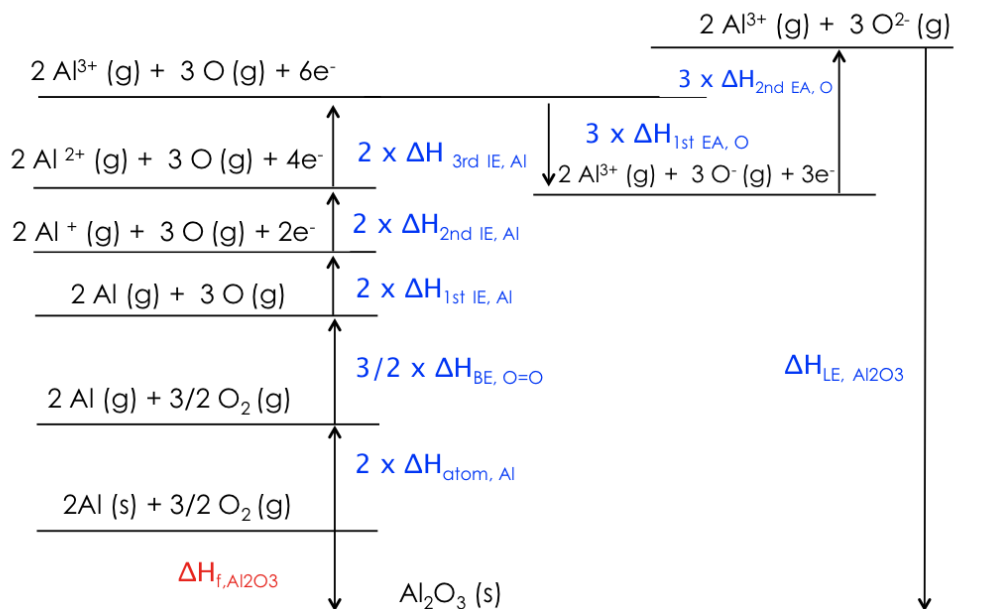 2 Al³⁺ (g) + 3 O²⁻ (g)
2 Al³⁺ (g) + 3 O (g) + 6e⁻
3 x ΔH₂ₙd EA, O
3 x ΔH1st EA, O
2 Al ²⁺ (g) + 3 O (g) + 4e⁻
2 x ΔH 3rd IE, Al
2 Al³⁺ (g) + 3 O⁻ (g) + 3e⁻
2 Al ⁺ (g) + 3 O (g) + 2e⁻
2 x ΔH2nd IE, Al
2 Al (g) + 3 O (g)
2 x ΔH1st IE, Al
3/2 x ΔHBE, O=O
ΔHLE, Al2O3
2 Al (g) + 3/2 O₂ (g)
2 x ΔHatom, Al
2Al (s) + 3/2 O₂ (g)
ΔHf,Al2O3
Al₂O₃ (s)